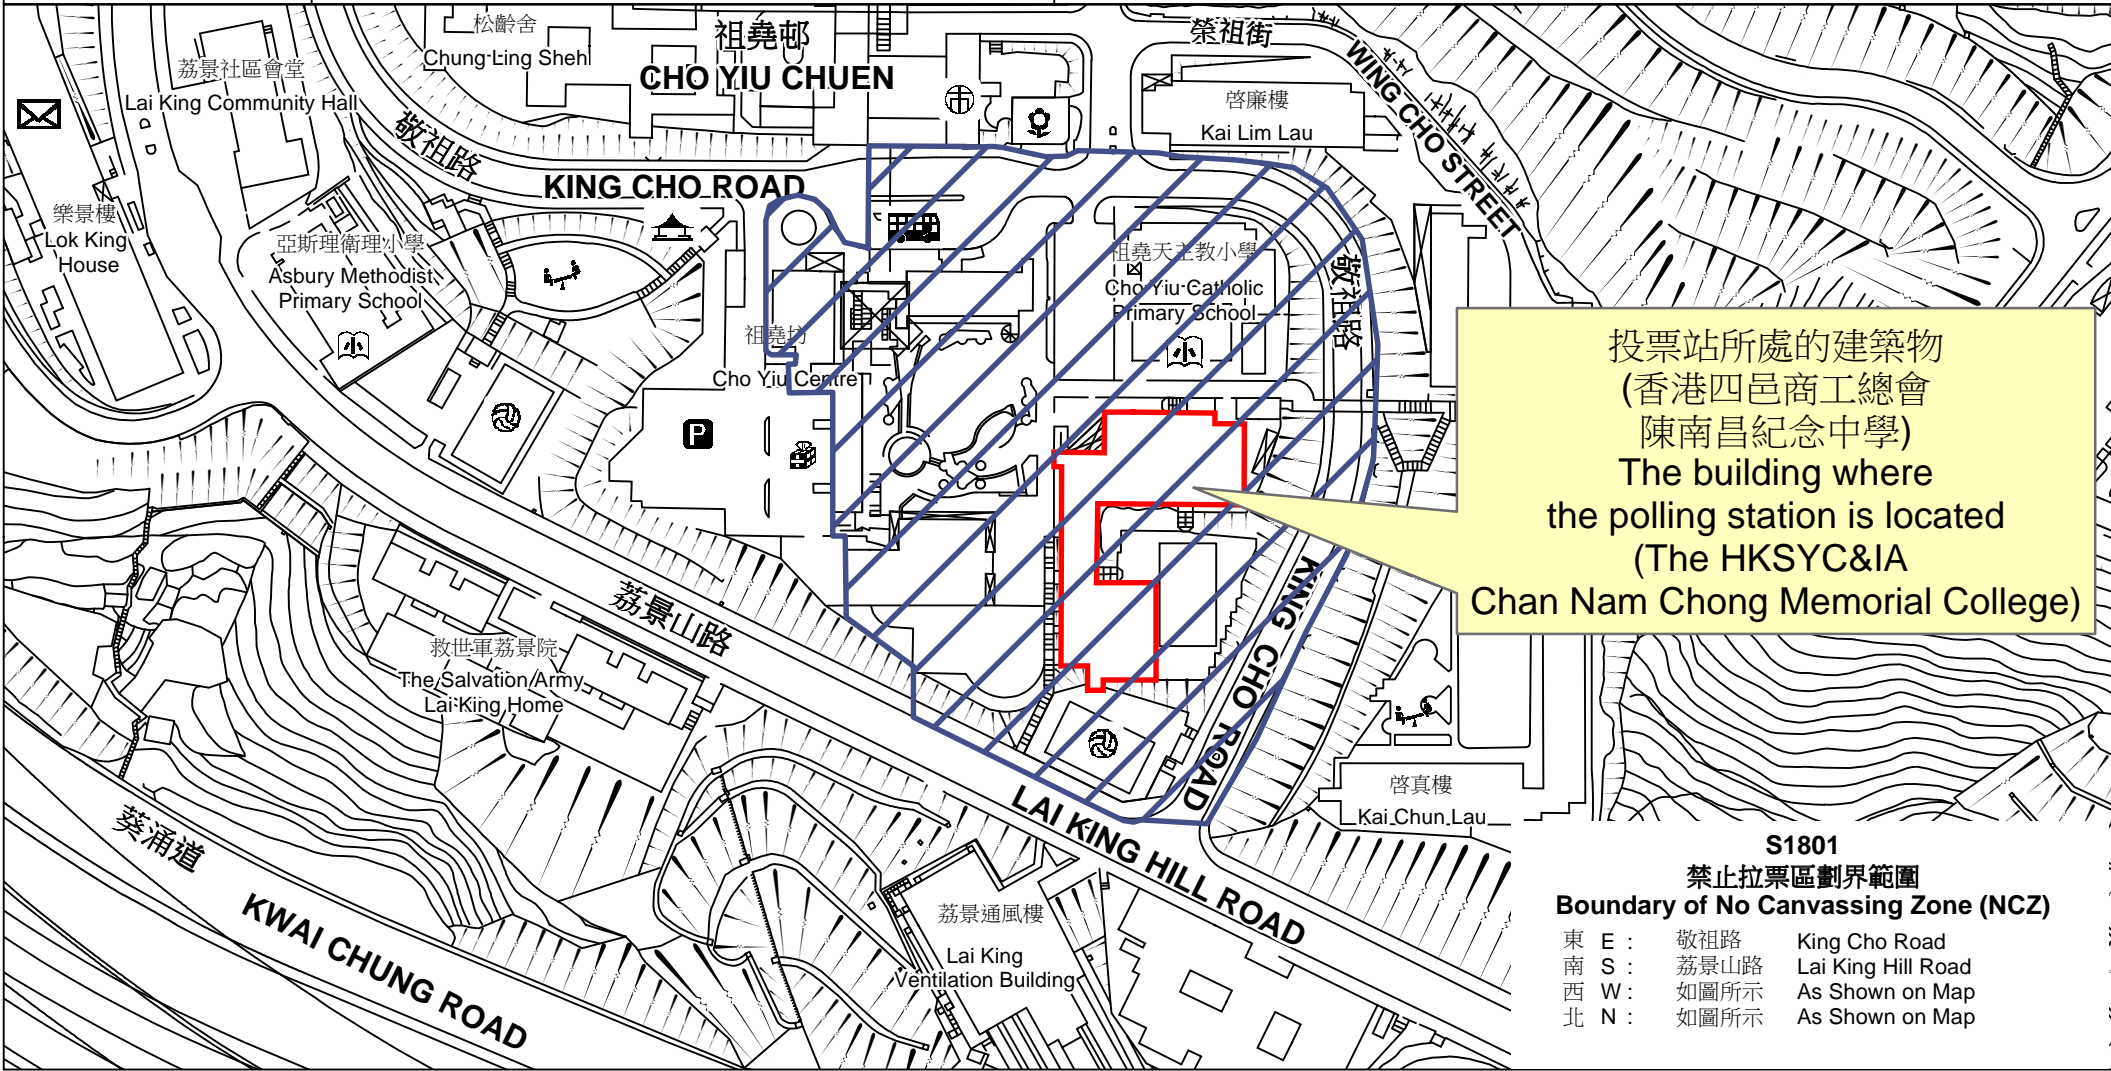 松齡舍
Chung Ling Sheh
祖堯邨
CHO YIU CHUEN
榮祖街
WING CHO STREET
荔景社區會堂
Lai King Community Hall
敬祖路
KING CHO ROAD
啓廉樓
Kai Lim Lau
樂景樓
Lok King
House
亞斯理衞理小學
Asbury Methodist
Primary School
小
祖堯天主教小學
Cho Yiu Catholic
Primary School
小
敬祖路
祖堯坊
Cho Yiu Centre
P
投票站所處的建築物
(香港四邑商工總會
陳南昌紀念中學)
The building where
the polling station is located
(The HKSYC&IA
Chan Nam Chong Memorial College)
荔景山路
KING CHO ROAD
救世軍荔景院
The Salvation Army
Lai King Home
啓真樓
Kai Chun Lau
LAI KING HILL ROAD
葵涌道
KWAI CHUNG ROAD
荔景通風樓
Lai King
Ventilation Building
S1801
禁止拉票區劃界範圍
Boundary of No Canvassing Zone (NCZ)
東 E : 敬祖路 King Cho Road
南 S : 荔景山路 Lai King Hill Road
西 W : 如圖所示 As Shown on Map
北 N : 如圖所示 As Shown on Map